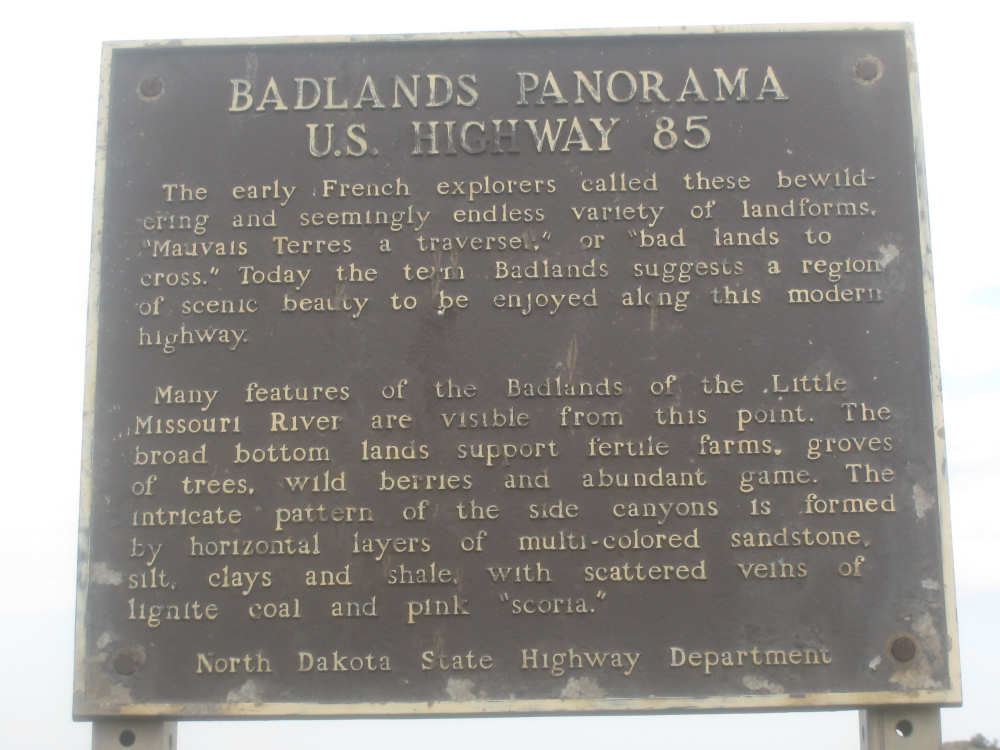 BADLANDS PANORAMA
U.S. HIGHWAY 85
The early French explorers called these bewild-
ering and seemingly endless variety of landforms,
"Mauvais Terres a traverser," or "bad lands to
cross." Today the term Badlands suggests a region
of scenic beauty to be enjoyed along this modern
highway.
Many features of the Badlands of the Little
Missouri River are visible from this point. The
broad bottom lands support fertile farms, groves
of trees, wild berries and abundant game. The
intricate pattern of the side canyons is formed
by horizontal layers of multi-colored sandstone,
silt, clays and shale, with scattered veins of
lignite coal and pink "scoria."
North Dakota State Highway Department